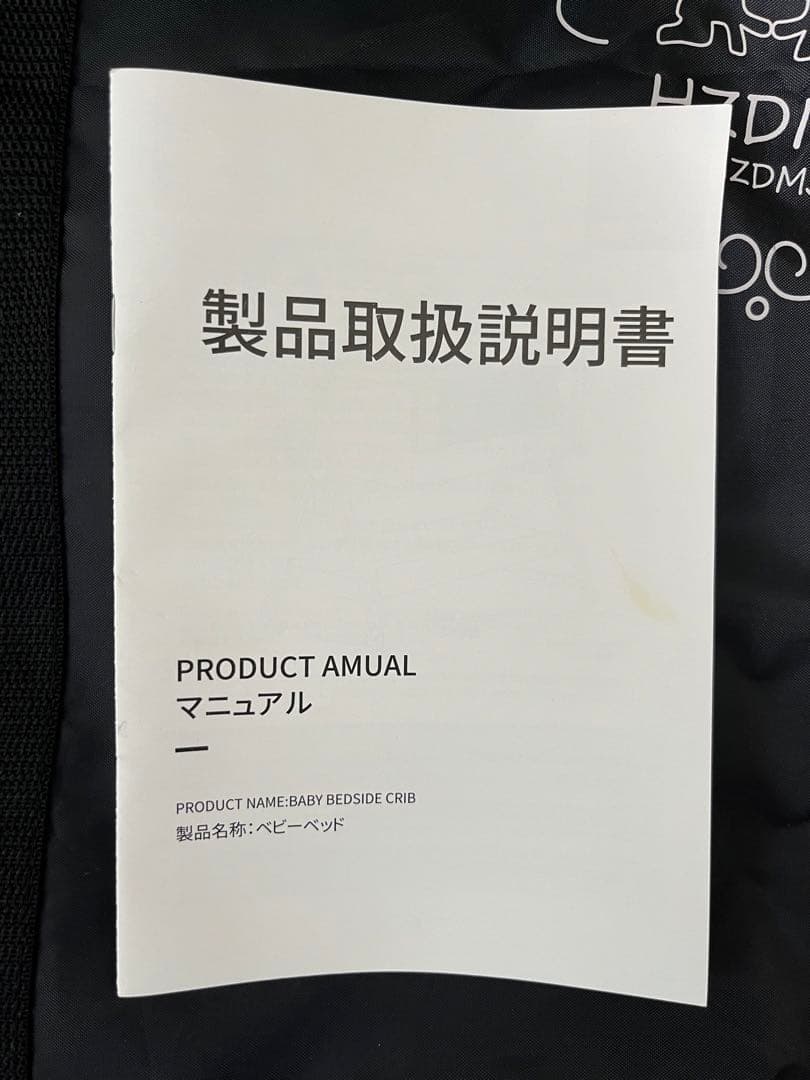 製品取扱説明書
PRODUCT AMUAL
マニュアル
PRODUCT NAME:BABY BEDSIDE CRIB
製品名称:ベビーベッド